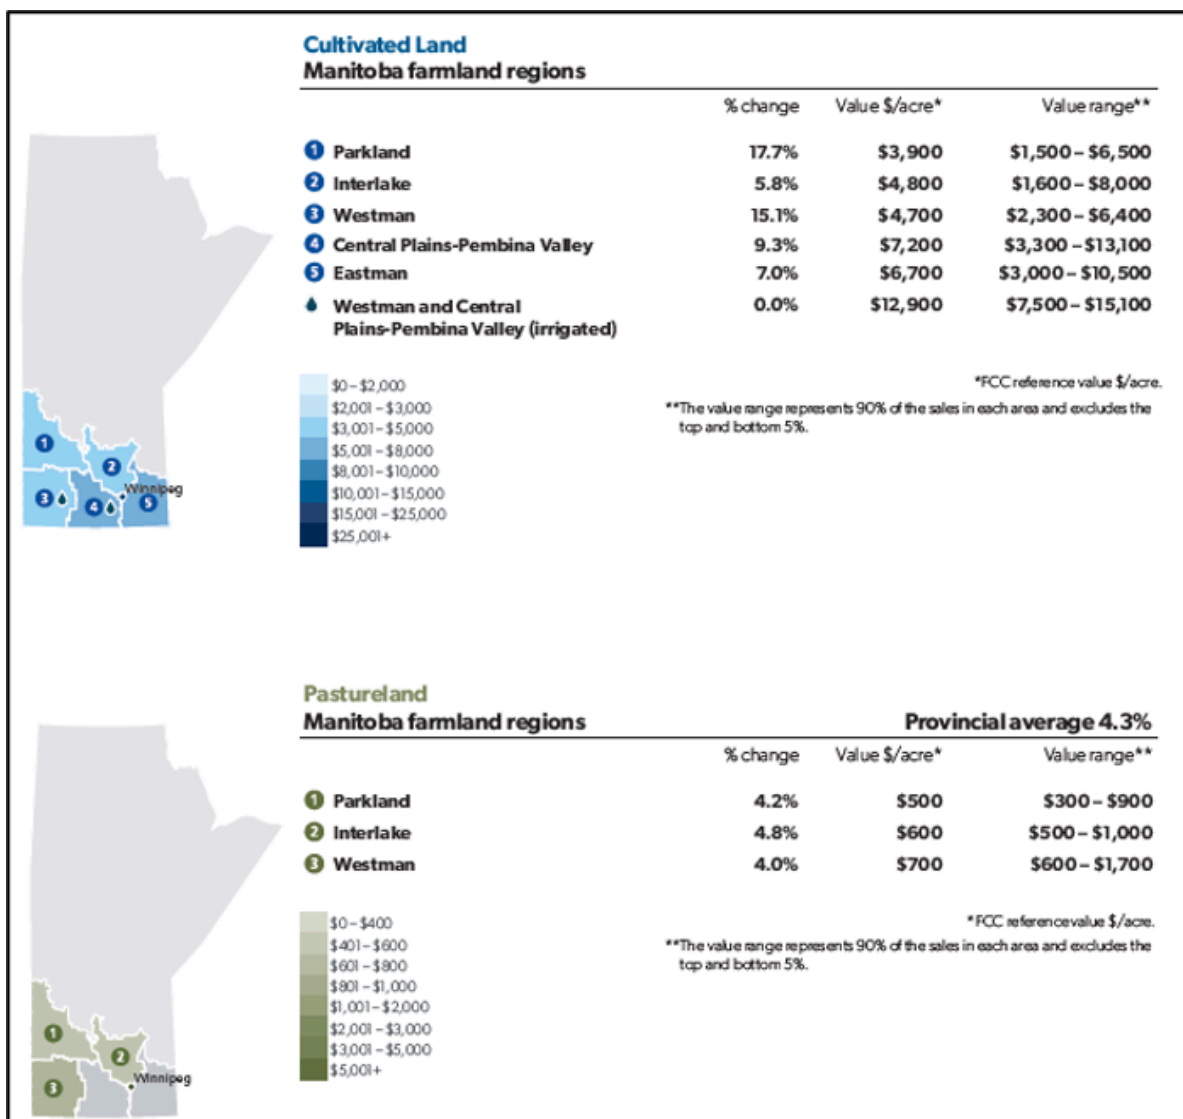 Cultivated Land
Manitoba farmland regions
% change Value $/acre* Value range**
1 Parkland 17.7% $3,900 $1,500 – $6,500
2 Interlake 5.8% $4,800 $1,600 – $8,000
3 Westman 15.1% $4,700 $2,300 – $6,400
4 Central Plains-Pembina Valley 9.3% $7,200 $3,300 – $13,100
5 Eastman 7.0% $6,700 $3,000 – $10,500
Westman and Central 0.0% $12,900 $7,500 – $15,100
Plains-Pembina Valley (irrigated)
$0 – $2,000
$2,001 – $3,000
$3,001 – $5,000
$5,001 – $8,000
$8,001 – $10,000
$10,001 – $15,000
$15,001 – $25,000
$25,001+
*FCC reference value $/acre.
**The value range represents 90% of the sales in each area and excludes the
top and bottom 5%.
1
2
Winnipeg
3 4 5
Pastureland
Manitoba farmland regions Provincial average 4.3%
% change Value $/acre* Value range**
1 Parkland 4.2% $500 $300 – $900
2 Interlake 4.8% $600 $500 – $1,000
3 Westman 4.0% $700 $600 – $1,700
$0 – $400
$401 – $600
$601 – $800
$801 – $1,000
$1,001 – $2,000
$2,001 – $3,000
$3,001 – $5,000
$5,001+
*FCC reference value $/acre.
**The value range represents 90% of the sales in each area and excludes the
top and bottom 5%.
1
2
Winnipeg
3